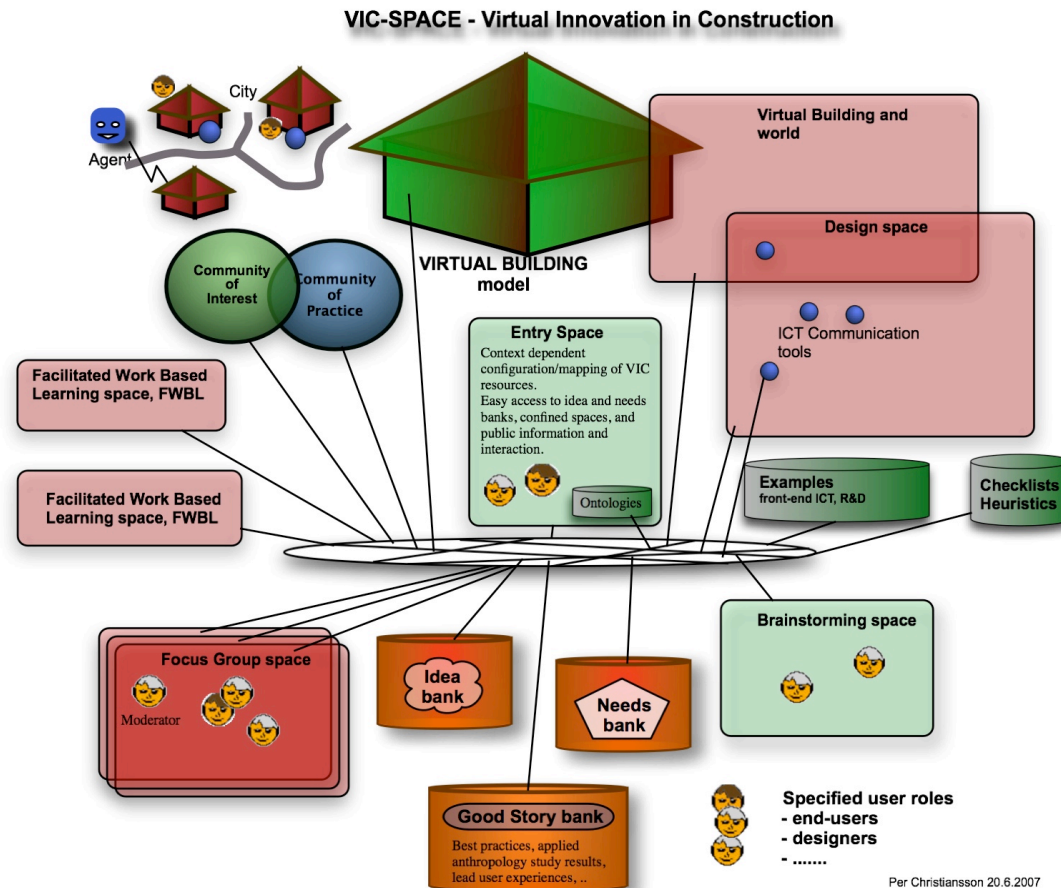 VIC-SPACE - Virtual Innovation in Construction
City
Agent
VIRTUAL BUILDING
model
Virtual Building and
world
Design space
ICT Communication
tools
Community
of
Interest
Community
of
Practice
Entry Space
Context dependent
configuration/mapping of VIC
resources.
Easy access to idea and needs
banks, confined spaces, and
public information and
interaction.
Ontologies
Facilitated Work Based
Learning space, FWBL
Facilitated Work Based
Learning space, FWBL
Examples
front-end ICT, R&D
Checklists
Heuristics
Focus Group space
Moderator
Idea
bank
Needs
bank
Brainstorming space
Good Story bank
Best practices, applied
anthropology study results,
lead user experiences, ..
Specified user roles
- end-users
- designers
- .......
Per Christiansson 20.6.2007